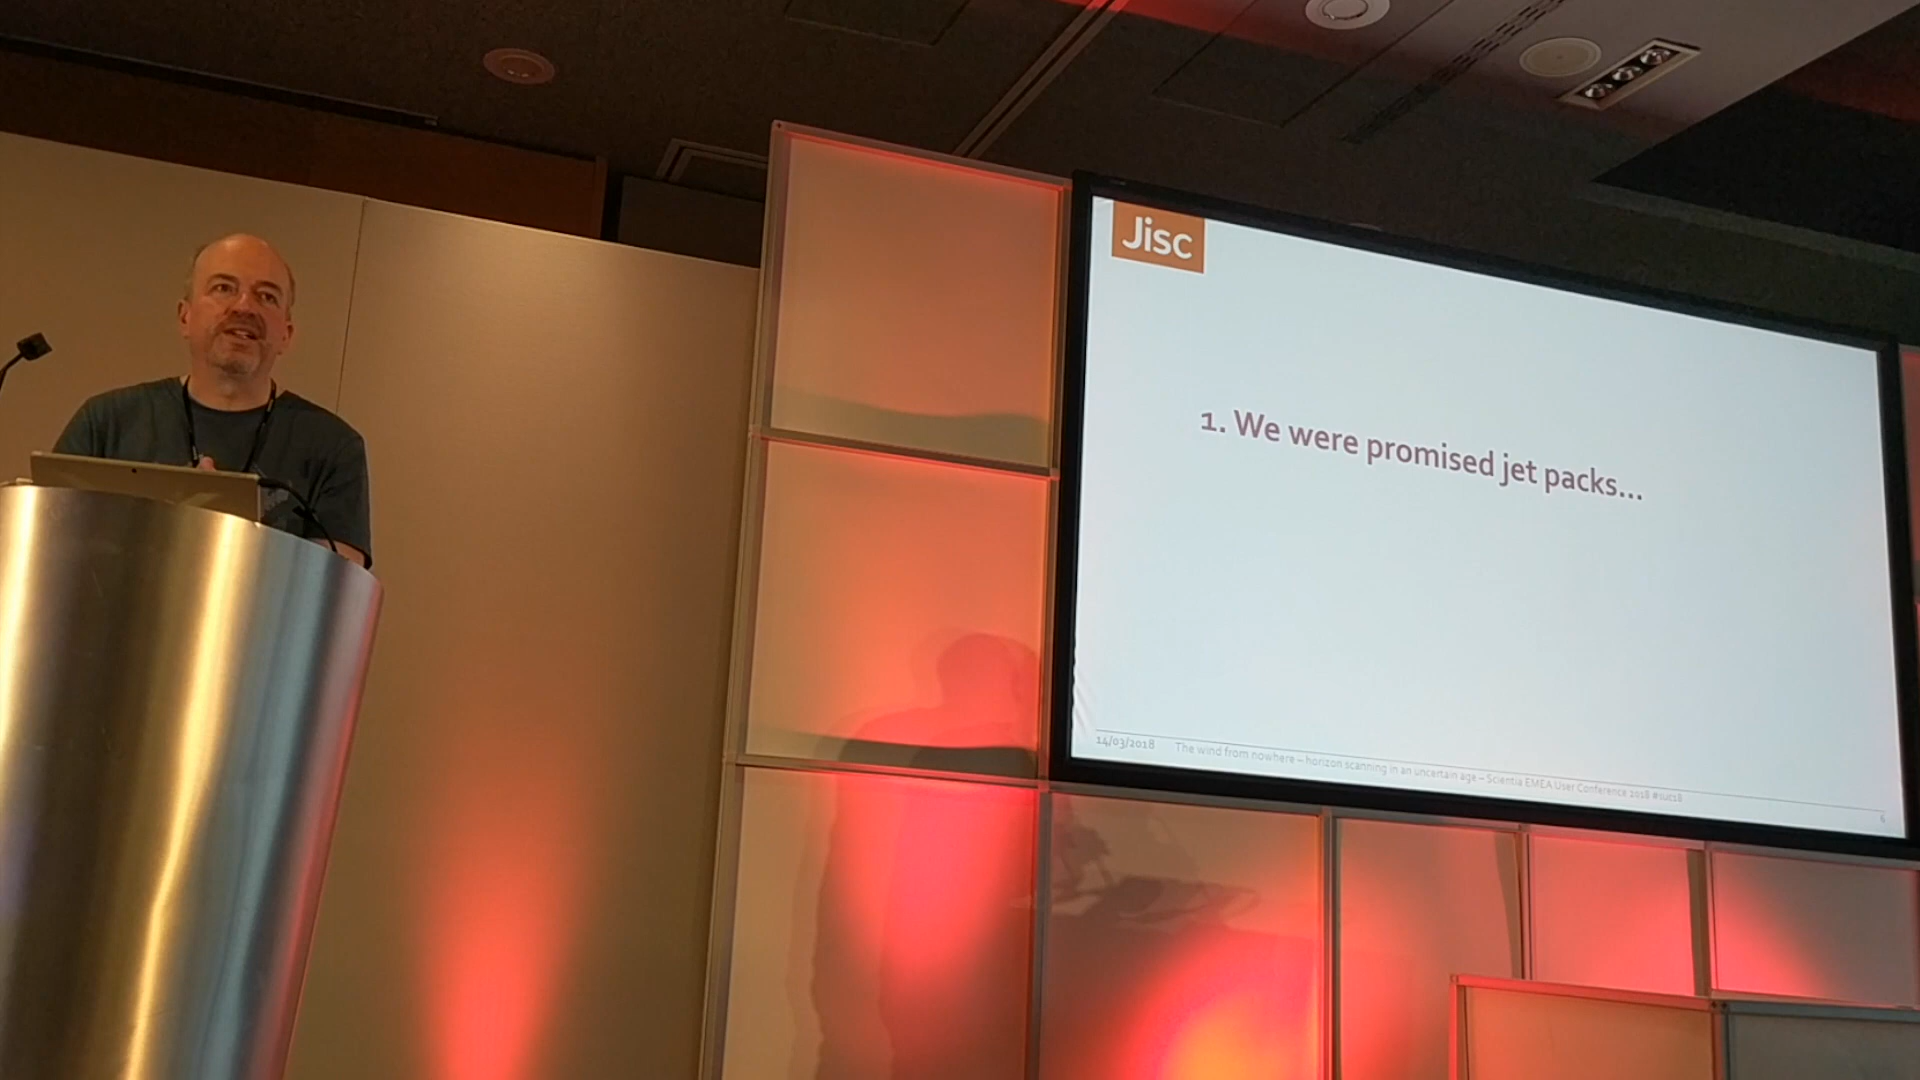 Jisc
1. We were promised jet packs...
14/03/2018 The wind from nowhere – horizon scanning in an uncertain age – Scientia EMEA User Conference 2018 #suc18
6